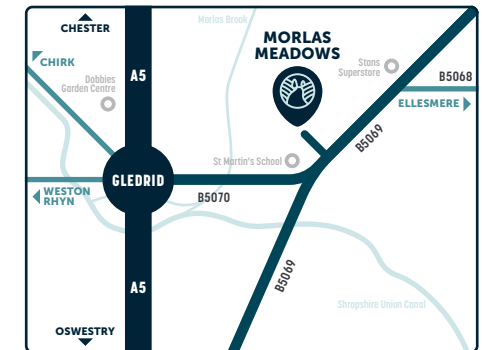 CHESTER
Morlas Brook
MORLAS
MEADOWS
CHIRK
A5
Stans
Superstore
B5068
Dobbies
Garden Centre
ELLESMERE
B5069
St Martin's School
GLEDRID
WESTON
RHYN
B5070
B5069
A5
Shropshire Union Canal
OSWESTRY